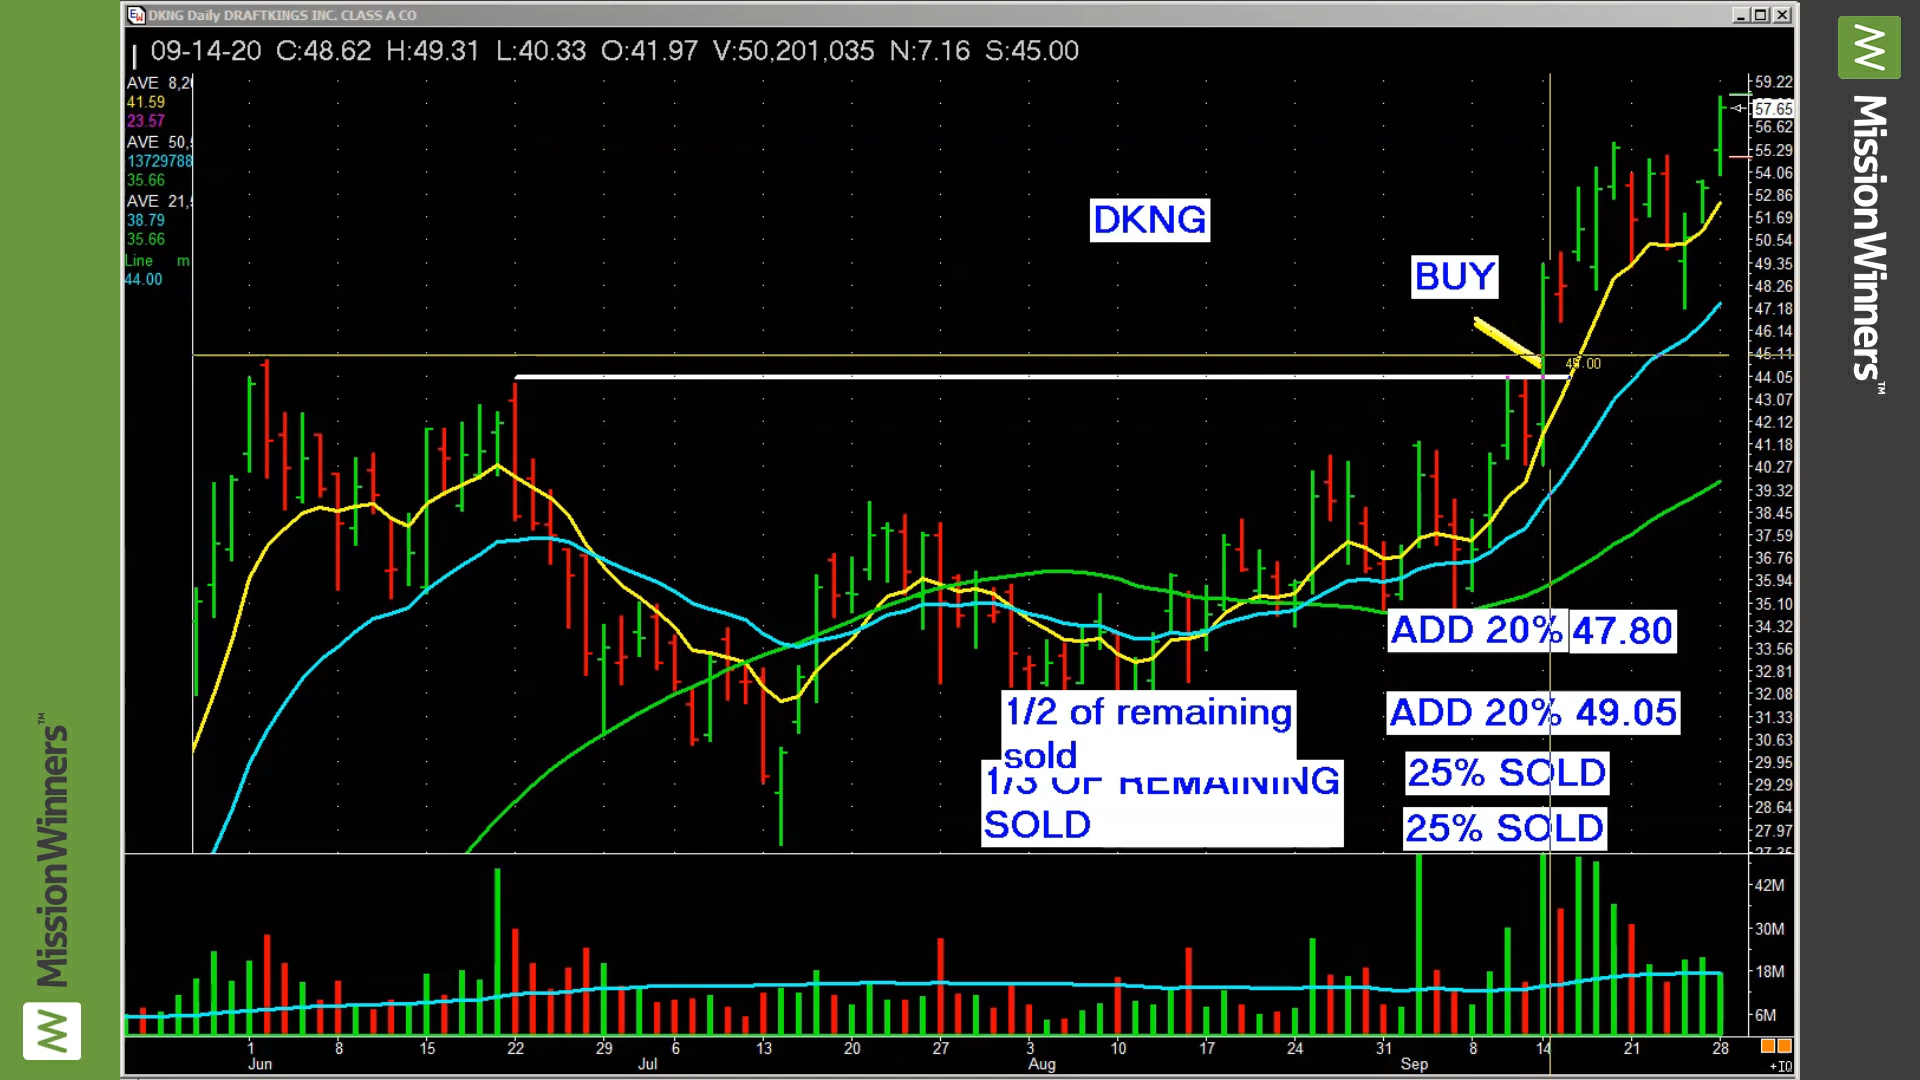 DKNG Daily DRAFTKINGS INC. CLASS A CO
09-14-20 C:48.62 H:49.31 L:40.33 O:41.97 V:50,201,035 N:7.16 S:45.00
AVE 8,20
41.59
23.57
AVE 50,
13729788
35.66
AVE 21,
38.79
35.66
Line m
44.00
DKNG
BUY
ADD 20% 47.80
ADD 20% 49.05
25% SOLD
25% SOLD
1/2 of remaining
sold
1/3 OF REMAINING
SOLD
59.22
57.65
56.62
55.29
54.06
52.86
51.69
50.54
49.35
48.26
47.18
46.14
45.11
44.05
43.07
42.12
41.18
40.27
39.32
38.45
37.59
36.76
35.94
35.10
34.32
33.56
32.81
32.08
31.33
30.63
29.95
29.29
28.64
27.97
42M
30M
18M
6M
1 8 15 22 29 6 13 20 27 3 10 17 24 31 8 14 21 28
Jun Jul Aug Sep
MissionWinners™
MissionWinners™